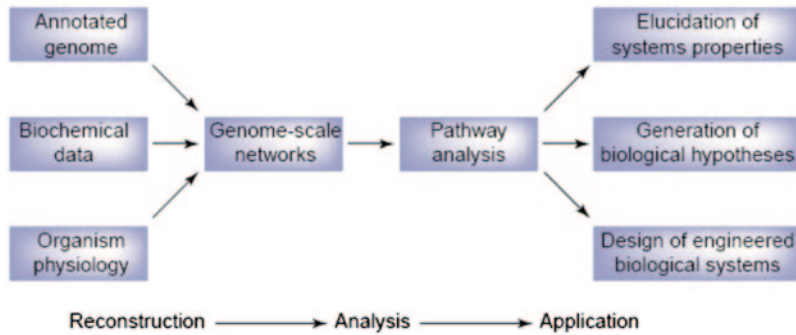 Annotated
genome
Biochemical
data
Organism
physiology
Genome-scale
networks
Pathway
analysis
Elucidation of
systems properties
Generation of
biological hypotheses
Design of engineered
biological systems
Reconstruction Analysis Application